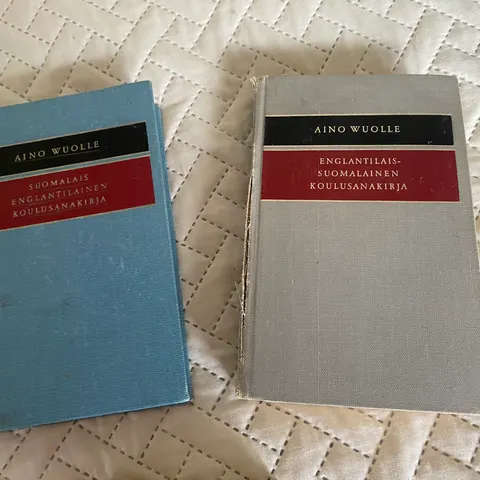 AINO WUOLLE
SUOMALAIS
ENGLANTILAINEN
KOULUSANAKIRJA
AINO WUOLLE
ENGLANTILAIS-
SUOMALAINEN
KOULUSANAKIRJA